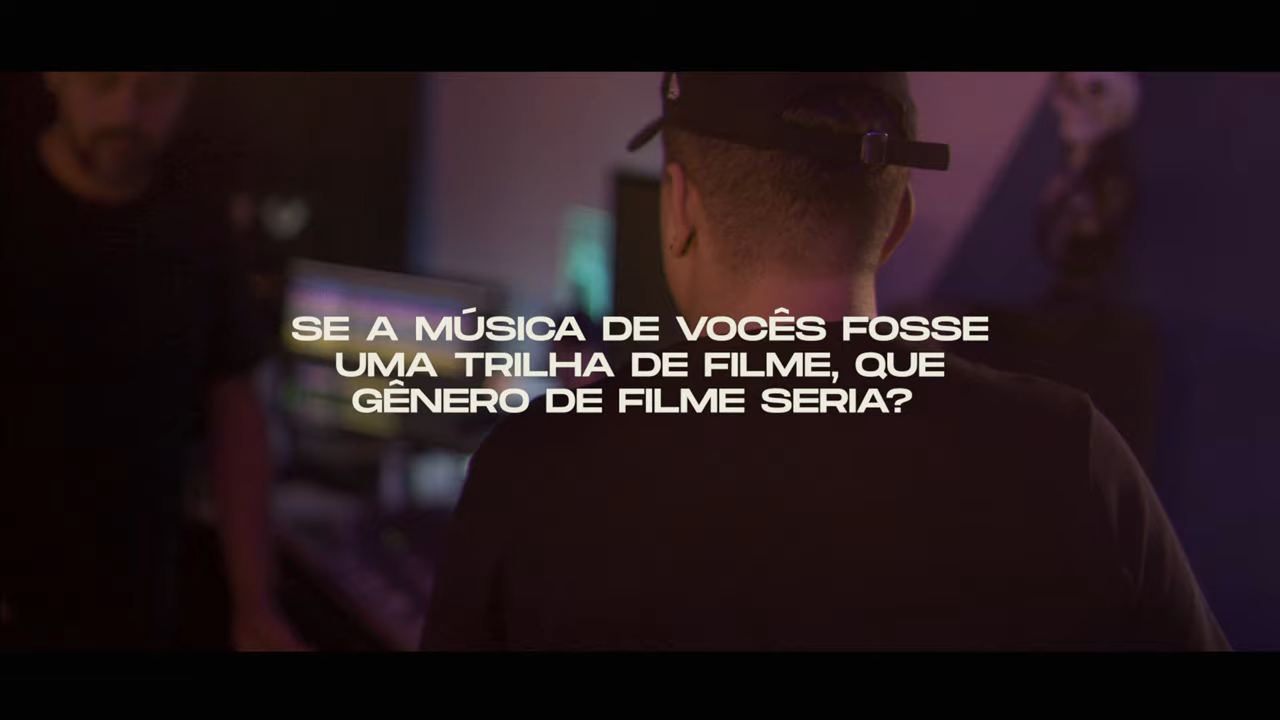 SE A MÚSICA DE VOCÊS FOSSE
UMA TRILHA DE FILME, QUE
GÊNERO DE FILME SERIA?